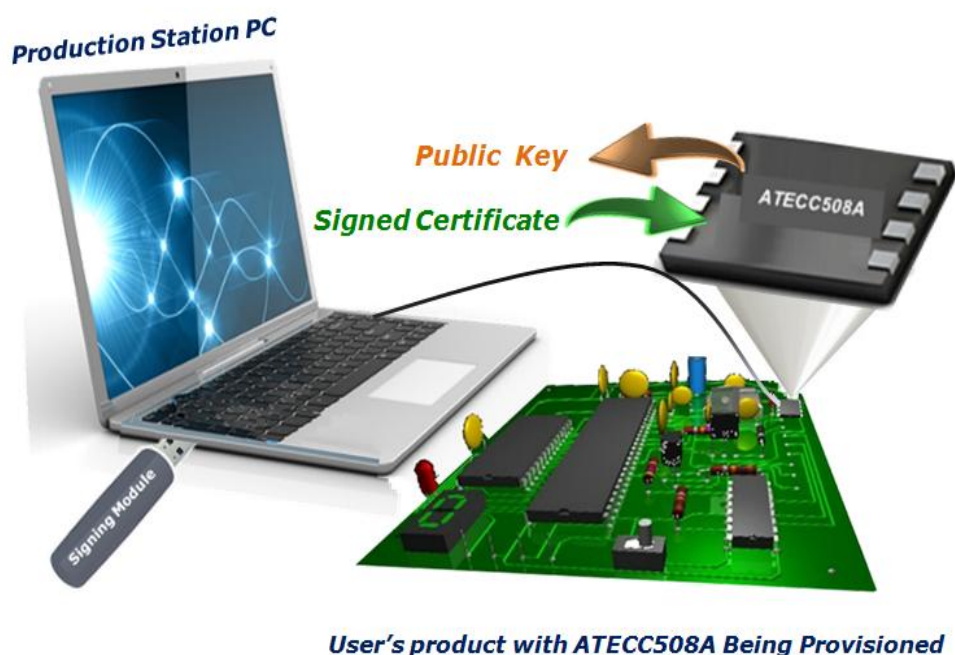 Production Station PC
Public Key
Signed Certificate
ATECC508A
Signing Module
User's product with ATECC508A Being Provisioned